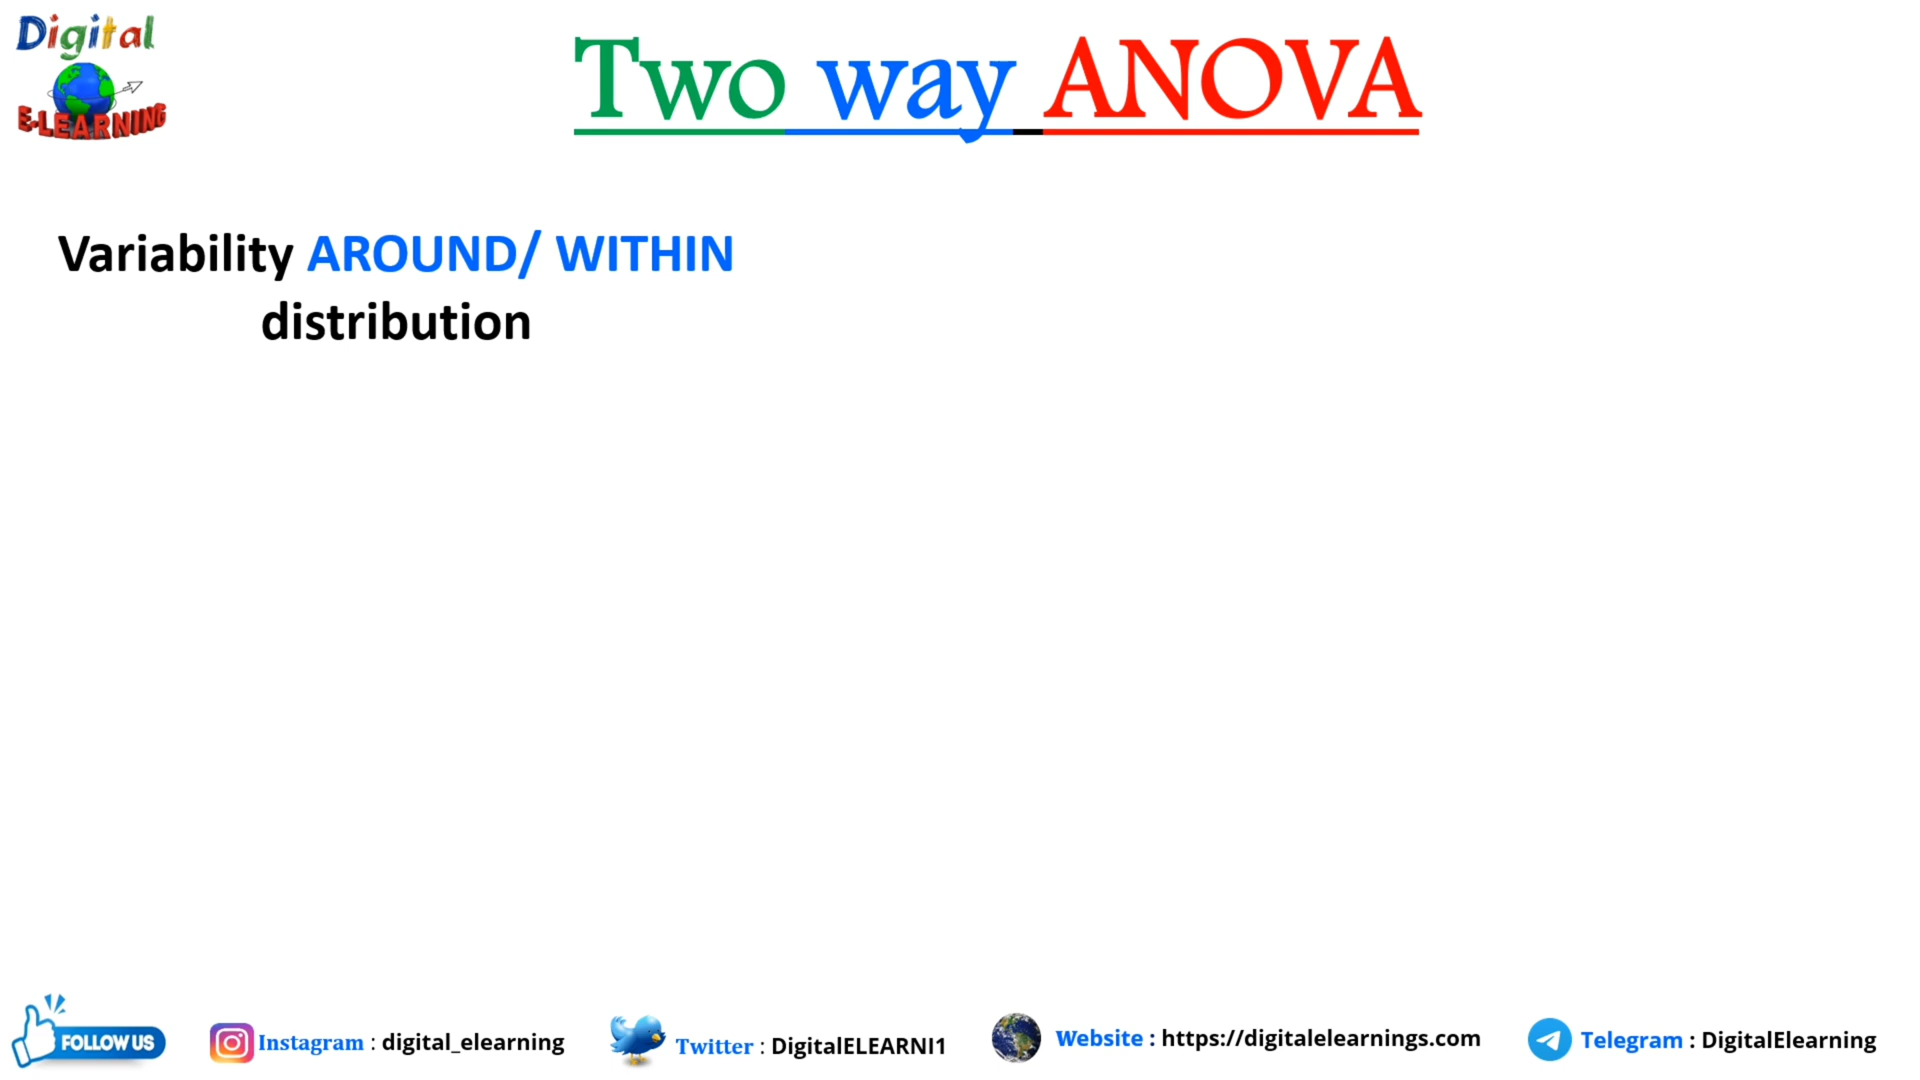 Digital
E-LEARNING
Two way ANOVA
Variability AROUND/ WITHIN
distribution
FOLLOW US
Instagram : digital_elearning
Twitter : DigitalELEARNI1
Website : https://digitalelearnings.com
Telegram : DigitalElearning